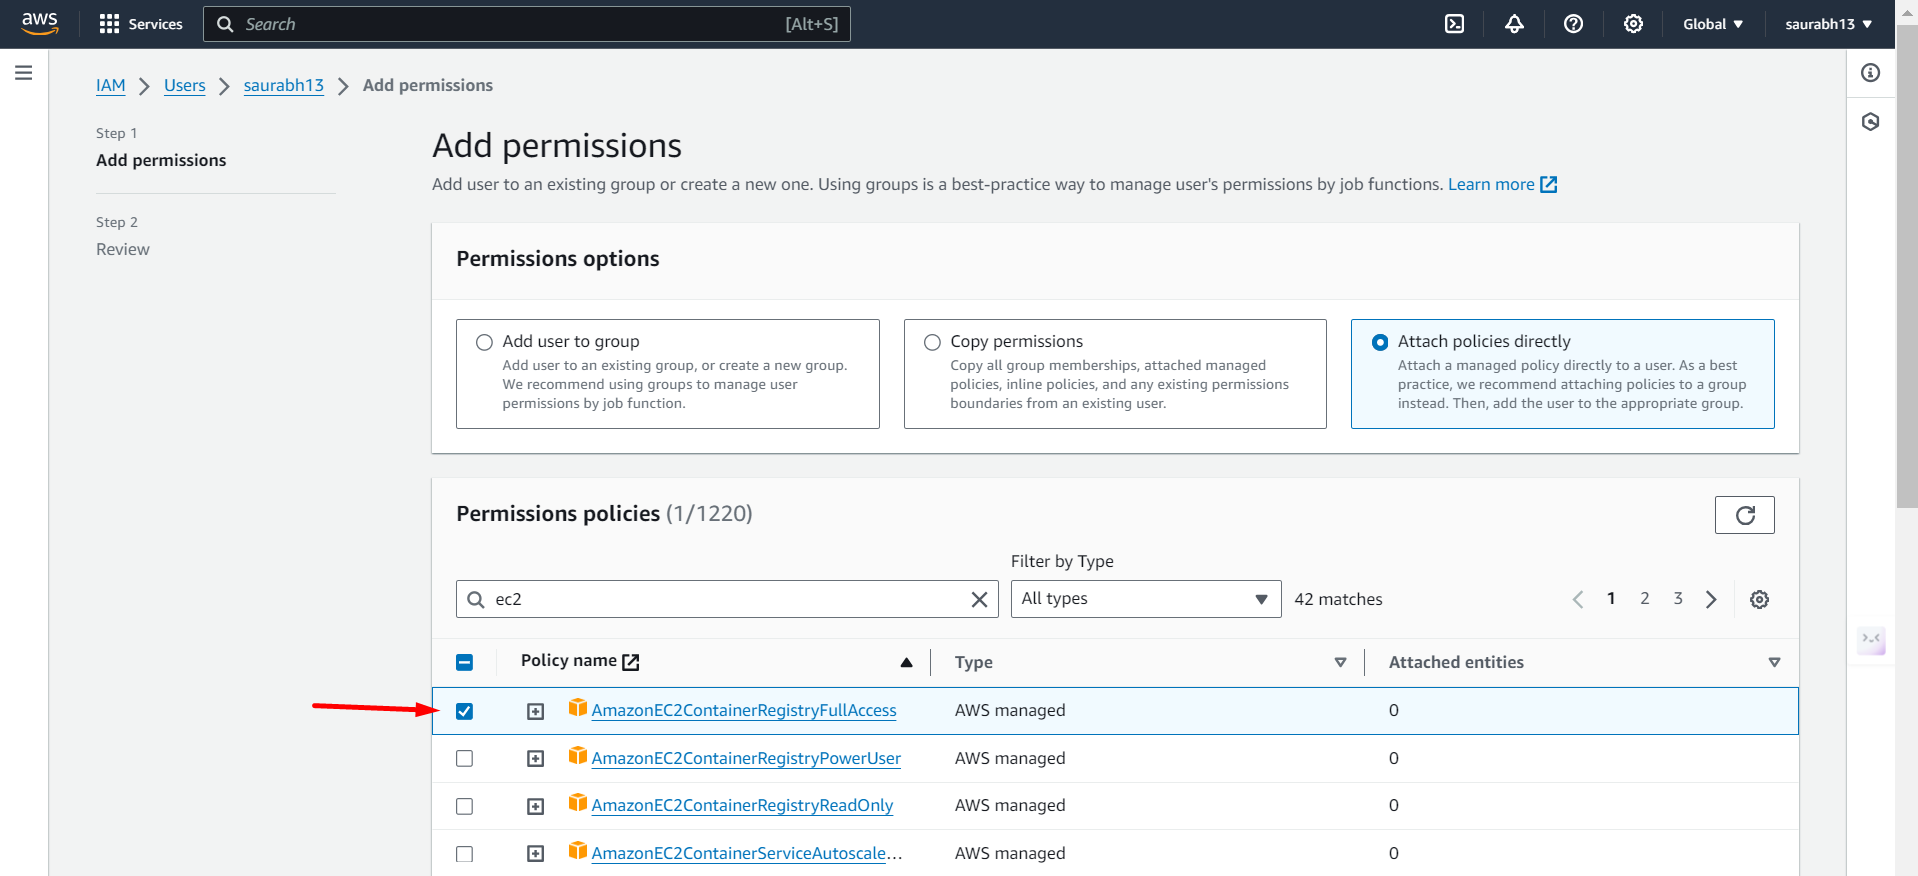 aws Services Search [Alt+S] Global saurabh13
IAM Users saurabh13 Add permissions
Step 1
Add permissions
Step 2
Review
Add permissions
Add user to an existing group or create a new one. Using groups is a best-practice way to manage user's permissions by job functions. Learn more
Permissions options
Add user to group
Add user to an existing group, or create a new group.
We recommend using groups to manage user
permissions by job function.
Copy permissions
Copy all group memberships, attached managed
policies, inline policies, and any existing permissions
boundaries from an existing user.
Attach policies directly
Attach a managed policy directly to a user. As a best
practice, we recommend attaching policies to a group
instead. Then, add the user to the appropriate group.
Permissions policies (1/1220)
Filter by Type
ec2 All types 42 matches 1 2 3
Policy name Type Attached entities
AmazonEC2ContainerRegistryFullAccess AWS managed 0
AmazonEC2ContainerRegistryPowerUser AWS managed 0
AmazonEC2ContainerRegistryReadOnly AWS managed 0
AmazonEC2ContainerServiceAutoscale... AWS managed 0